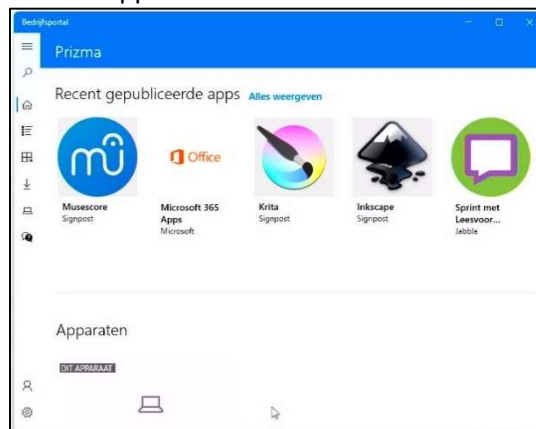 Bedrijfsportal
Prizma
Recent gepubliceerde apps Alles weergeven
Office
Musescore
Signpost
Microsoft 365
Apps
Microsoft
Krita
Signpost
Inkscape
Signpost
Sprint met
Leesvoor...
Jabbla
Apparaten
DIT APPARAAT